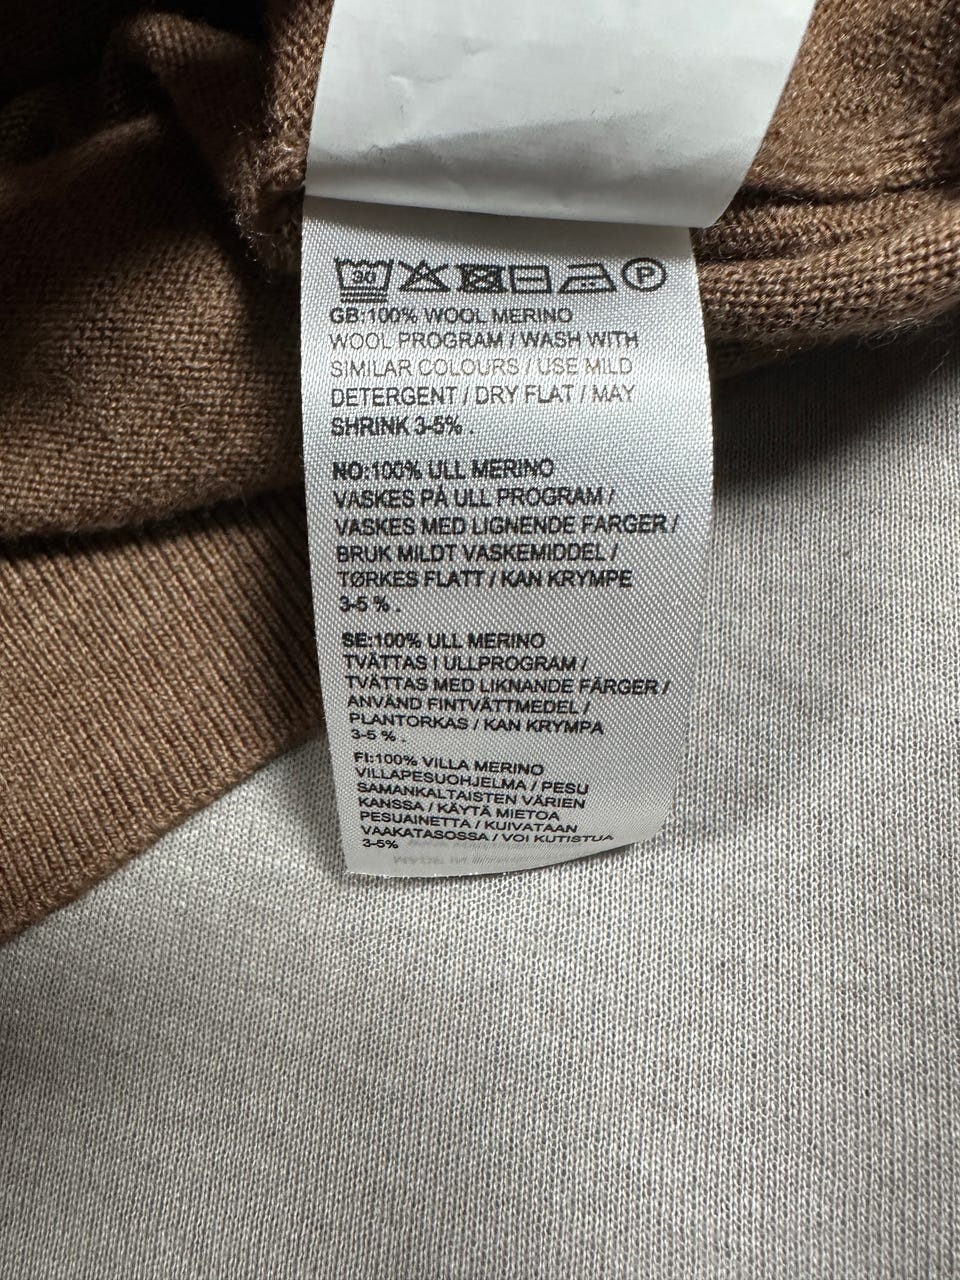 30 P
GB:100% WOOL MERINO
WOOL PROGRAM / WASH WITH
SIMILAR COLOURS / USE MILD
DETERGENT / DRY FLAT / MAY
SHRINK 3-5% .
NO:100% ULL MERINO
VASKES PÅ ULL PROGRAM /
VASKES MED LIGNENDE FARGER /
BRUK MILDT VASKEMIDDEL /
TØRKES FLATT / KAN KRYMPE
3-5 % .
SE:100% ULL MERINO
TVÄTTAS I ULLPROGRAM /
TVÄTTAS MED LIKNANDE FÄRGER /
ANVÄND FINTVÄTTMEDEL /
PLANTORKAS / KAN KRYMPA
3-5 % .
FI:100% VILLA MERINO
VILLAPESUOHJELMA / PESU
SAMANKALTAISTEN VÄRIEN
KANSSA / KÄYTÄ MIETOA
PESUAINETTA / KUIVATAAN
VAAKATASOSSA / VOI KUTISTUA
3-5%